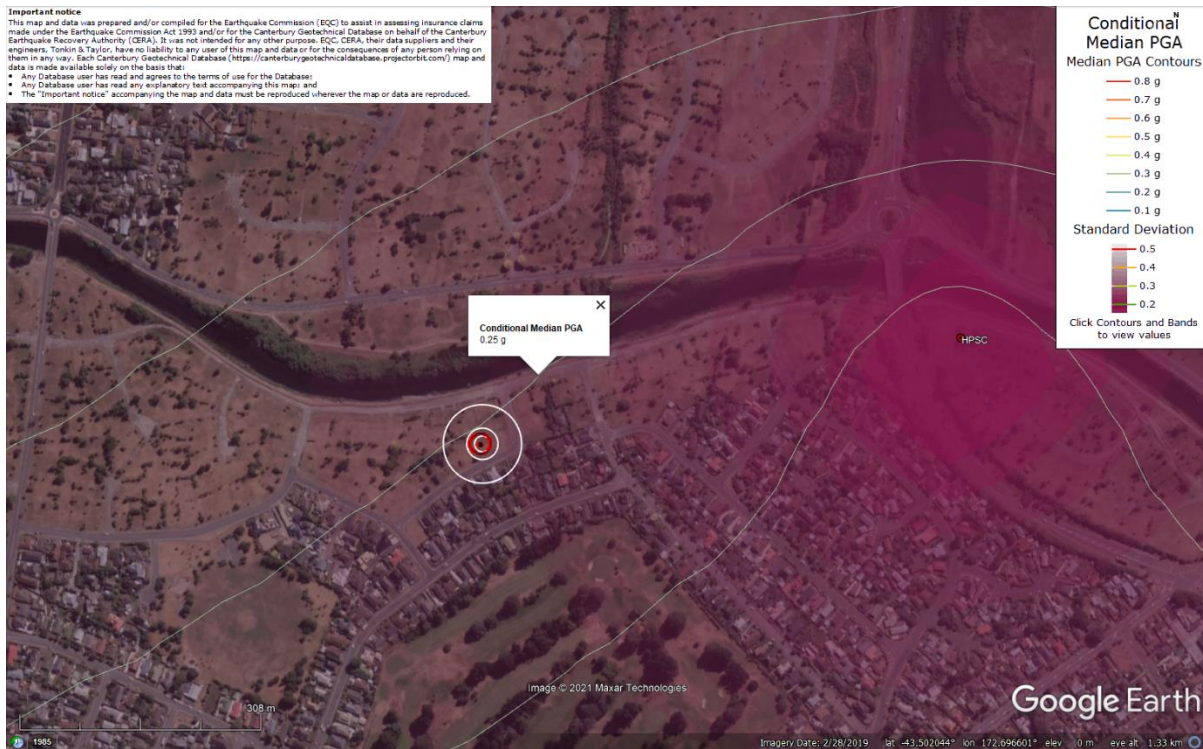 Important notice
This map and data was prepared and/or compiled for the Earthquake Commission (EQC) to assist in assessing insurance claims
made under the Earthquake Commission Act 1993 and/or for the Canterbury Geotechnical Database on behalf of the Canterbury
Earthquake Recovery Authority (CERA). It was not intended for any other purpose. EQC, CERA, their data suppliers and their
engineers, Tonkin & Taylor, have no liability to any user of this map and data or for the consequences of any person relying on
them in any way. Each Canterbury Geotechnical Database (https://canterburygeotechnicaldatabase.projectorbit.com/) map and
data is made available solely on the basis that:
• Any Database user has read and agrees to the terms of use for the Database;
• Any Database user has read any explanatory text accompanying this map; and
• The "Important notice" accompanying the map and data must be reproduced wherever the map or data are reproduced.
N
Conditional
Median PGA
Median PGA Contours
0.8 g
0.7 g
0.6 g
0.5 g
0.4 g
0.3 g
0.2 g
0.1 g
Standard Deviation
0.5
0.4
0.3
0.2
Click Contours and Bands
to view values
Conditional Median PGA
0.25 g
HPSC
Image © 2021 Maxar Technologies
308 m
Google Earth
1985
Imagery Date: 2/28/2019 lat -43.502044° lon 172.696601° elev 0 m eye alt 1.33 km